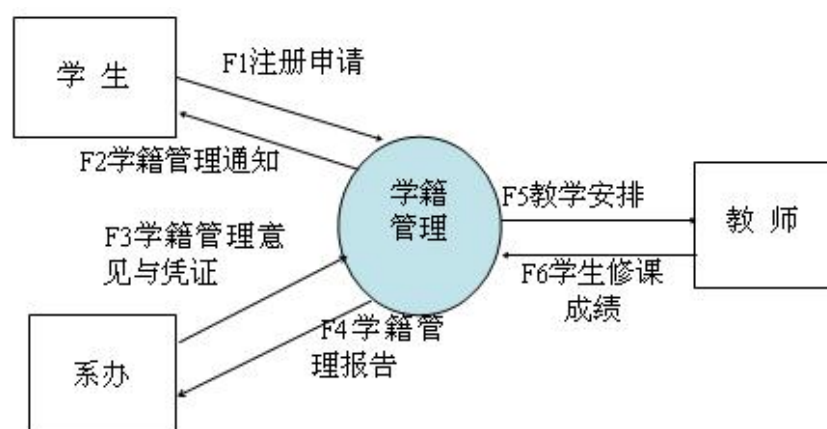 学 生
F1注册申请
F2学籍管理通知
学籍
管理
F5教学安排
教 师
F3学籍管理意
见与凭证
F6学生修课
成绩
F4学籍管
理报告
系办